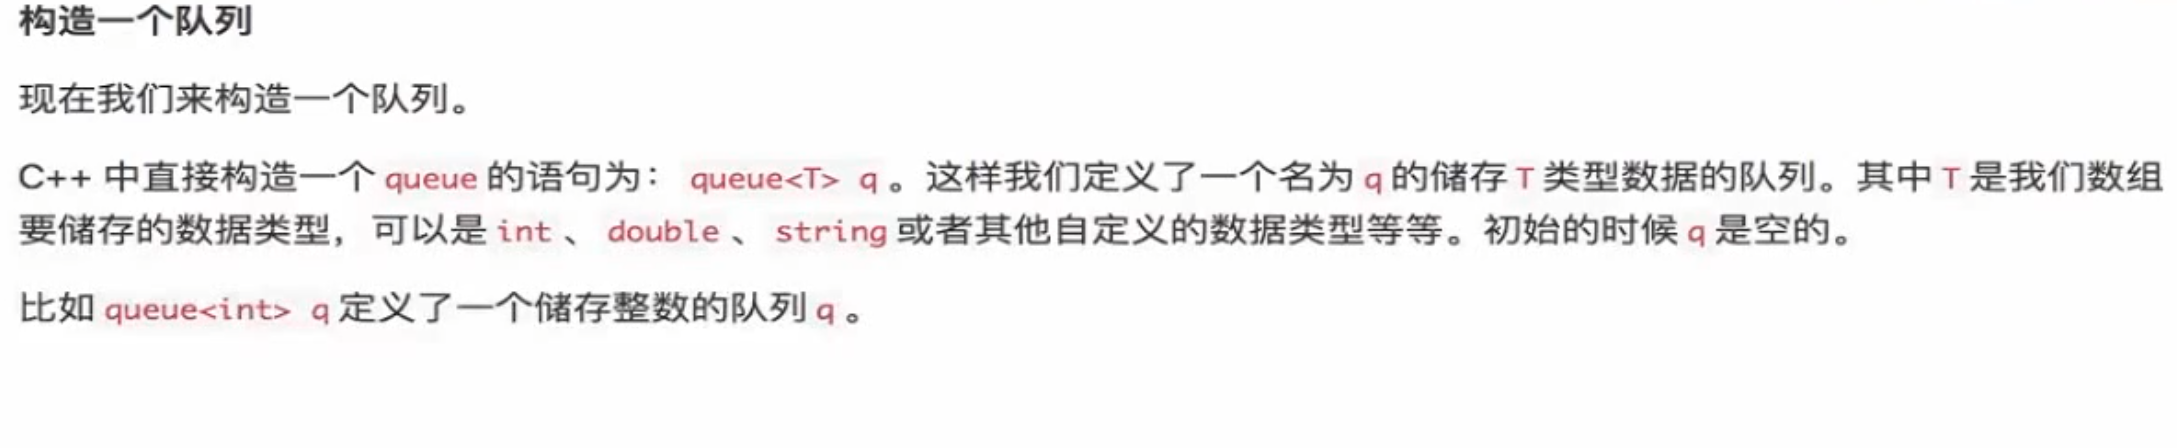 构造一个队列
现在我们来构造一个队列。
C++ 中直接构造一个 queue 的语句为： queue<T> q 。这样我们定义了一个名为 q 的储存 T 类型数据的队列。其中 T 是我们数组
要储存的数据类型，可以是 int 、 double 、 string 或者其他自定义的数据类型等等。初始的时候 q 是空的。
比如 queue<int> q 定义了一个储存整数的队列 q 。